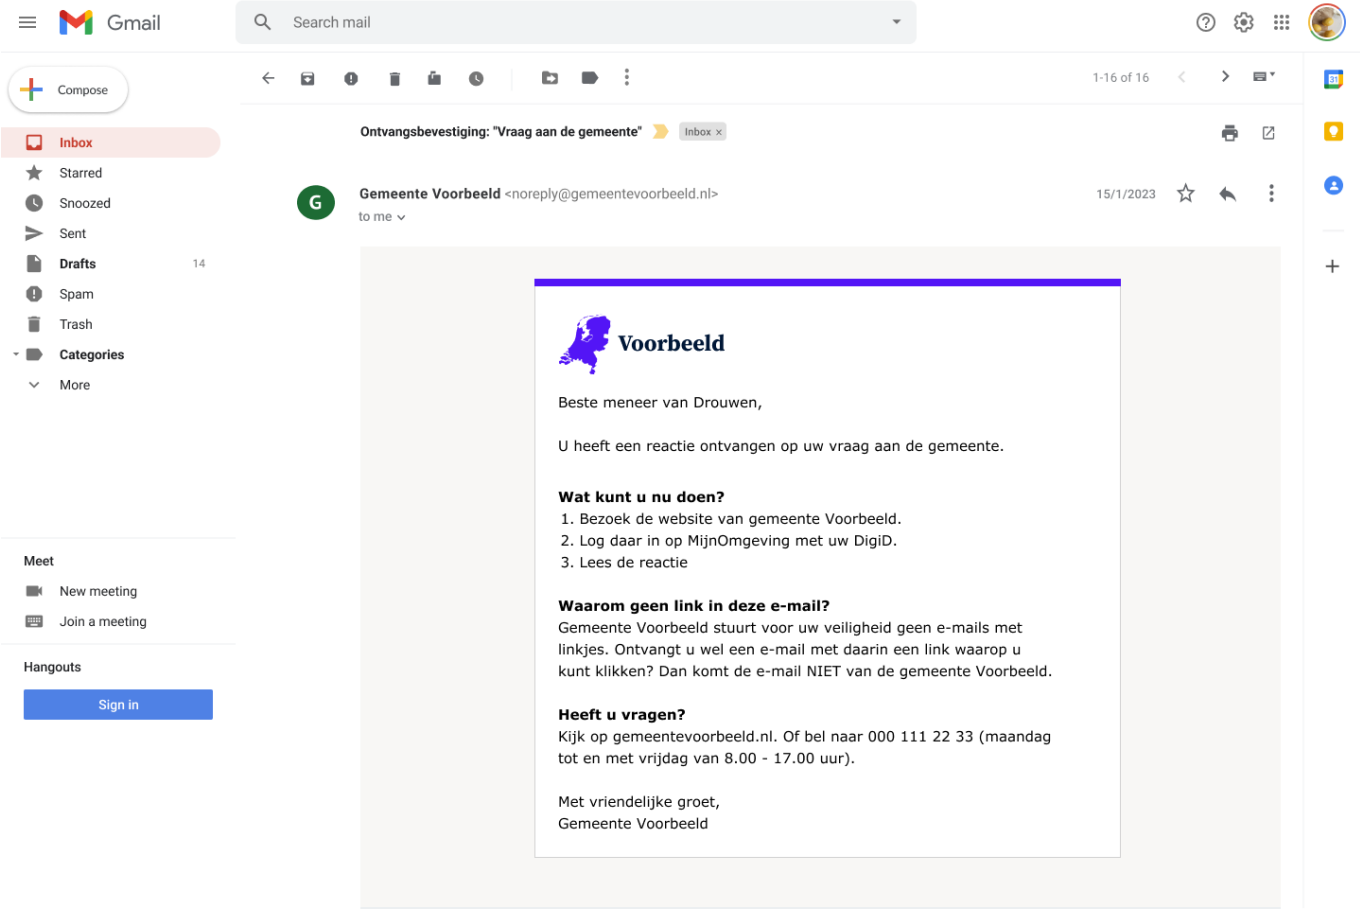 Gmail
Search mail
Compose
1-16 of 16
31
Inbox
Starred
Snoozed
Sent
Drafts 14
Spam
Trash
Categories
More
Meet
New meeting
Join a meeting
Hangouts
Sign in
Ontvangsbevestiging: "Vraag aan de gemeente" Inbox ×
G
Gemeente Voorbeeld <noreply@gemeentevoorbeeld.nl> 15/1/2023
to me
Voorbeeld
Beste meneer van Drouwen,
U heeft een reactie ontvangen op uw vraag aan de gemeente.
Wat kunt u nu doen?
1. Bezoek de website van gemeente Voorbeeld.
2. Log daar in op MijnOmgeving met uw DigiD.
3. Lees de reactie
Waarom geen link in deze e-mail?
Gemeente Voorbeeld stuurt voor uw veiligheid geen e-mails met
linkjes. Ontvangt u wel een e-mail met daarin een link waarop u
kunt klikken? Dan komt de e-mail NIET van de gemeente Voorbeeld.
Heeft u vragen?
Kijk op gemeentevoorbeeld.nl. Of bel naar 000 111 22 33 (maandag
tot en met vrijdag van 8.00 - 17.00 uur).
Met vriendelijke groet,
Gemeente Voorbeeld